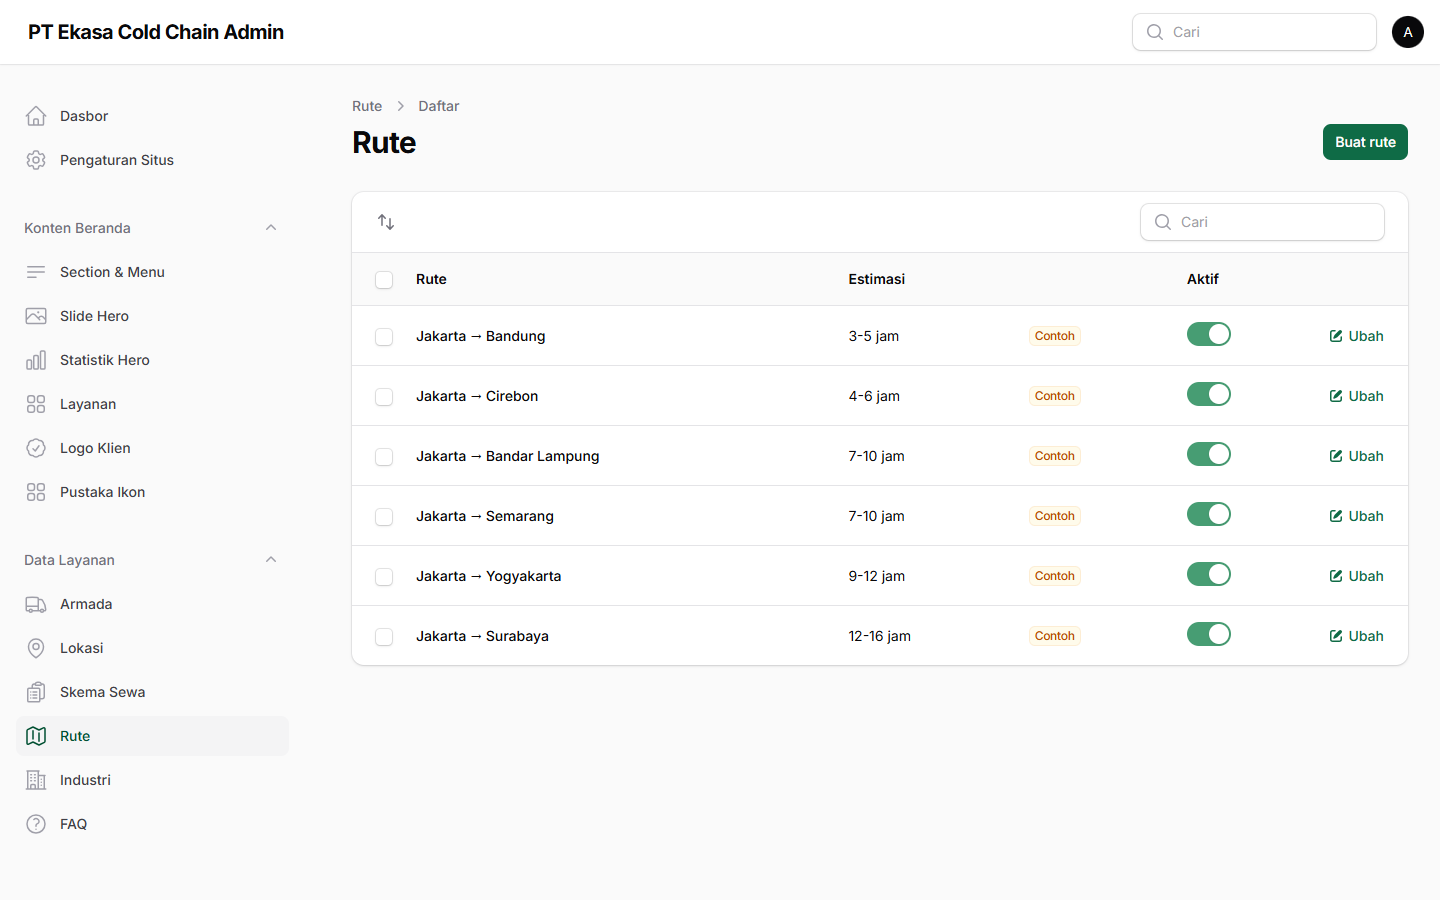 PT Ekasa Cold Chain Admin
Cari
A
Dasbor
Pengaturan Situs
Konten Beranda
Section & Menu
Slide Hero
Statistik Hero
Layanan
Logo Klien
Pustaka Ikon
Data Layanan
Armada
Lokasi
Skema Sewa
Rute
Industri
FAQ
Rute > Daftar
Rute
Buat rute
Cari
Rute Estimasi Aktif
Jakarta → Bandung 3-5 jam Contoh Ubah
Jakarta → Cirebon 4-6 jam Contoh Ubah
Jakarta → Bandar Lampung 7-10 jam Contoh Ubah
Jakarta → Semarang 7-10 jam Contoh Ubah
Jakarta → Yogyakarta 9-12 jam Contoh Ubah
Jakarta → Surabaya 12-16 jam Contoh Ubah